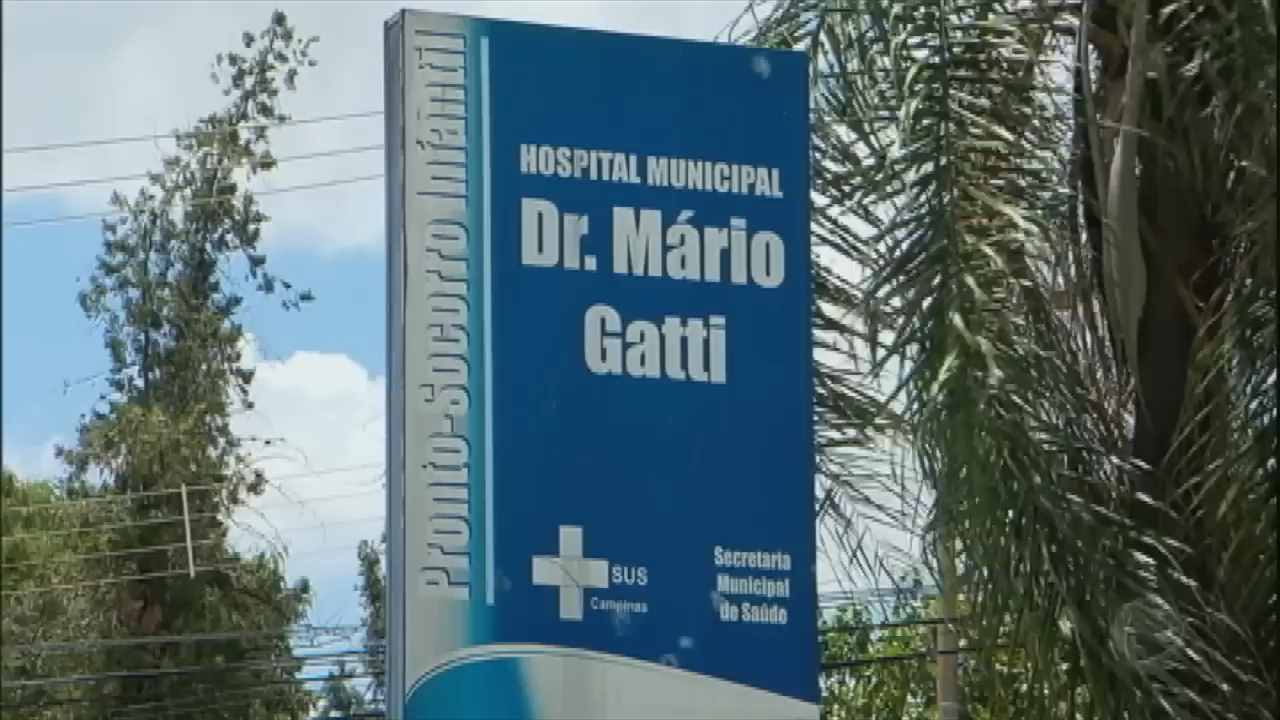 Pronto-Socorro Infantil
HOSPITAL MUNICIPAL
Dr. Mário
Gatti
SUS
Campinas
Secretaria
Municipal
de Saúde